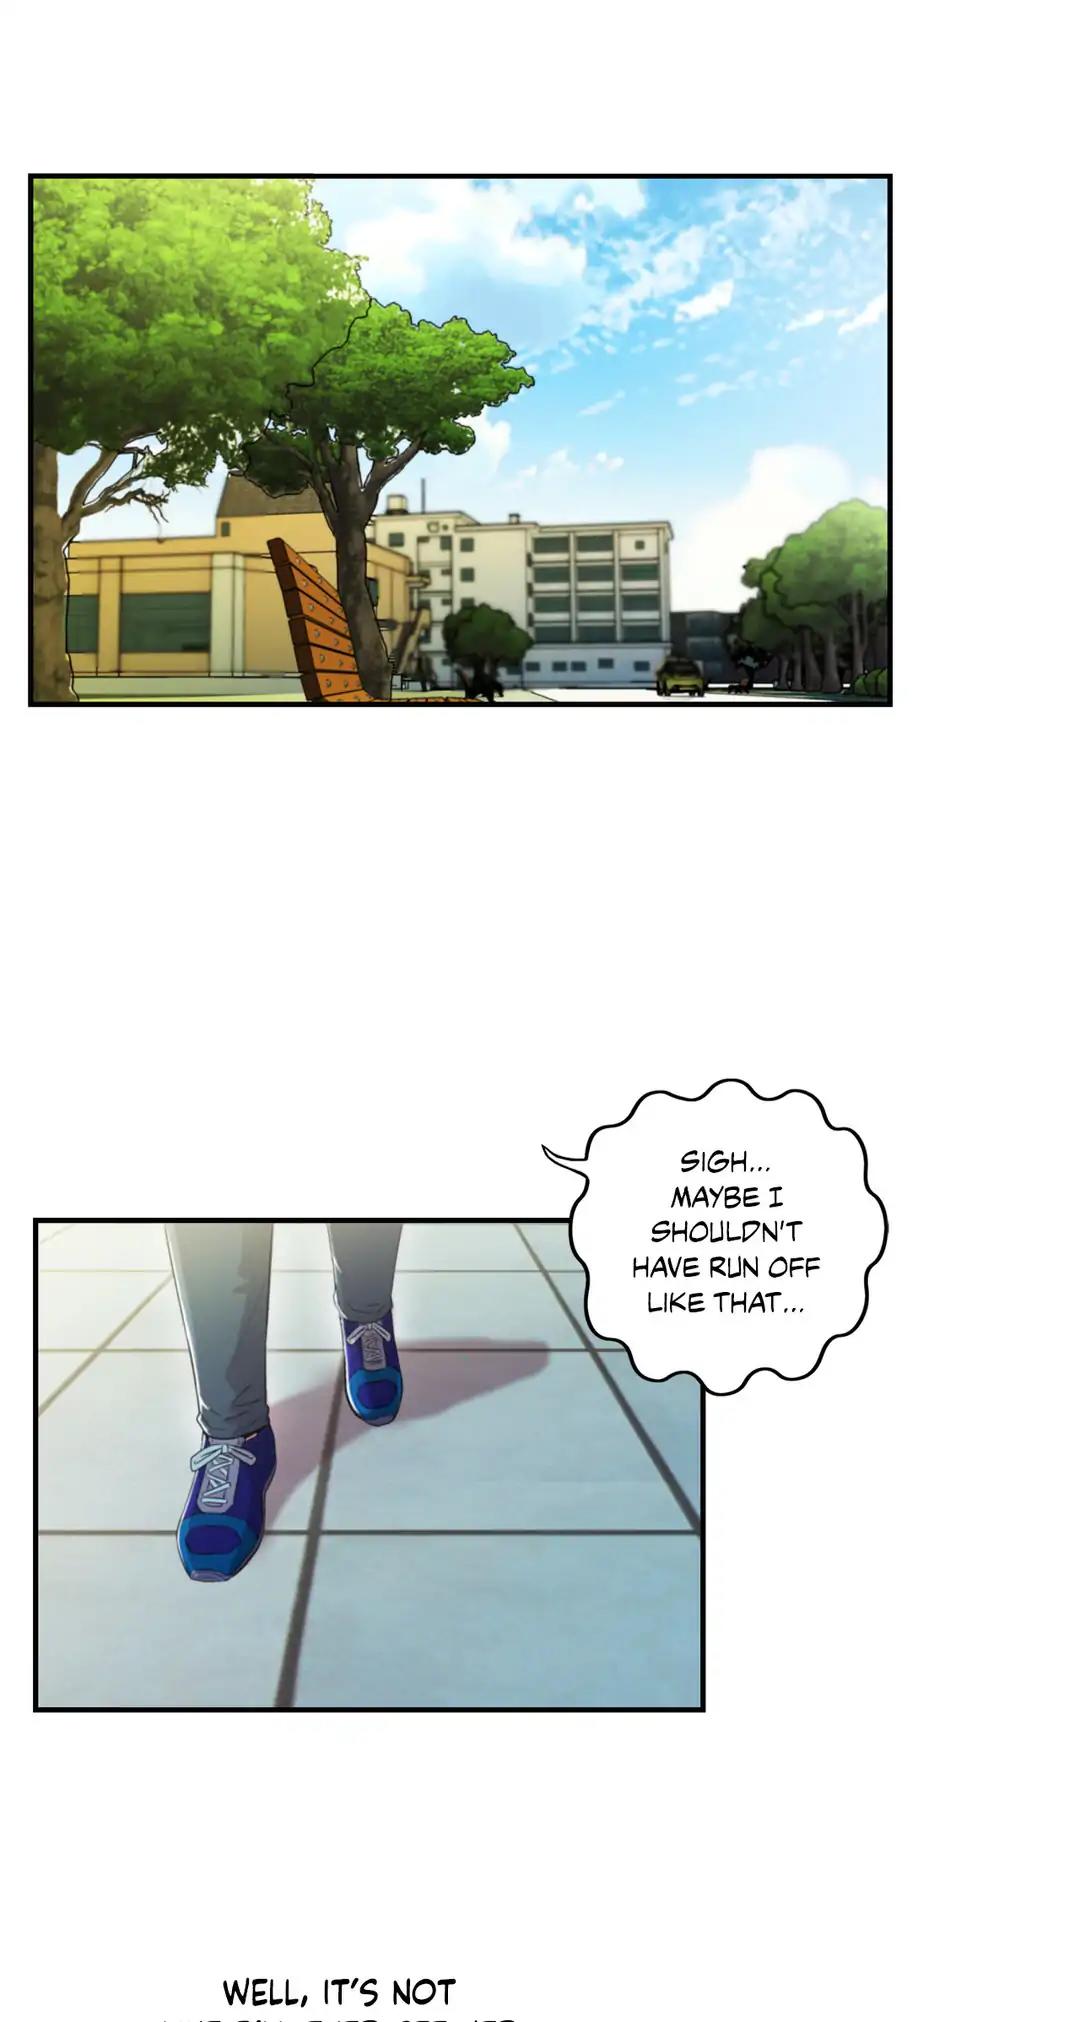 SIGH...
MAYBE I
SHOULDN'T
HAVE RUN OFF
LIKE THAT...
WELL, IT'S NOT